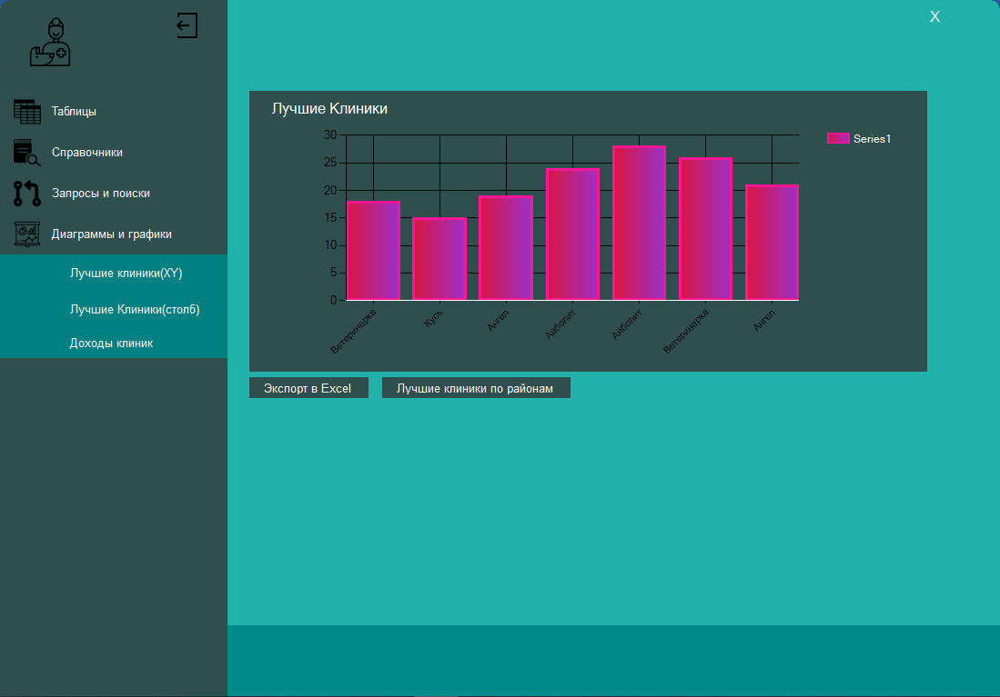 X
Таблицы
Справочники
Запросы и поиски
Диаграммы и графики
Лучшие клиники(XY)
Лучшие Клиники(столб)
Доходы клиник
Лучшие Клиники
30
25
20
15
10
5
0
Ветеринарка
Кусь
Ангел
Айболит
Айболит
Ветеринарка
Ангел
Series1
Экспорт в Excel
Лучшие клиники по районам